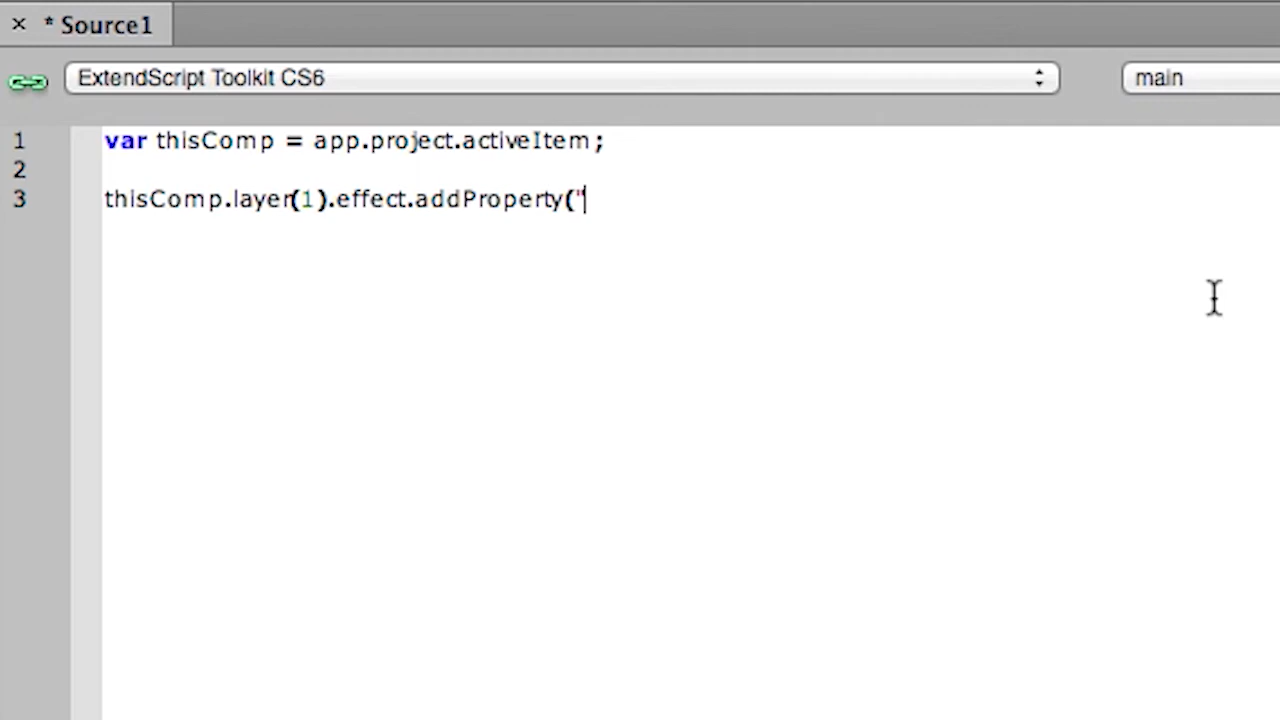 × * Source1
ExtendScript Toolkit CS6
main
1 var thisComp = app.project.activeItem;
2
3 thisComp.layer(1).effect.addProperty("